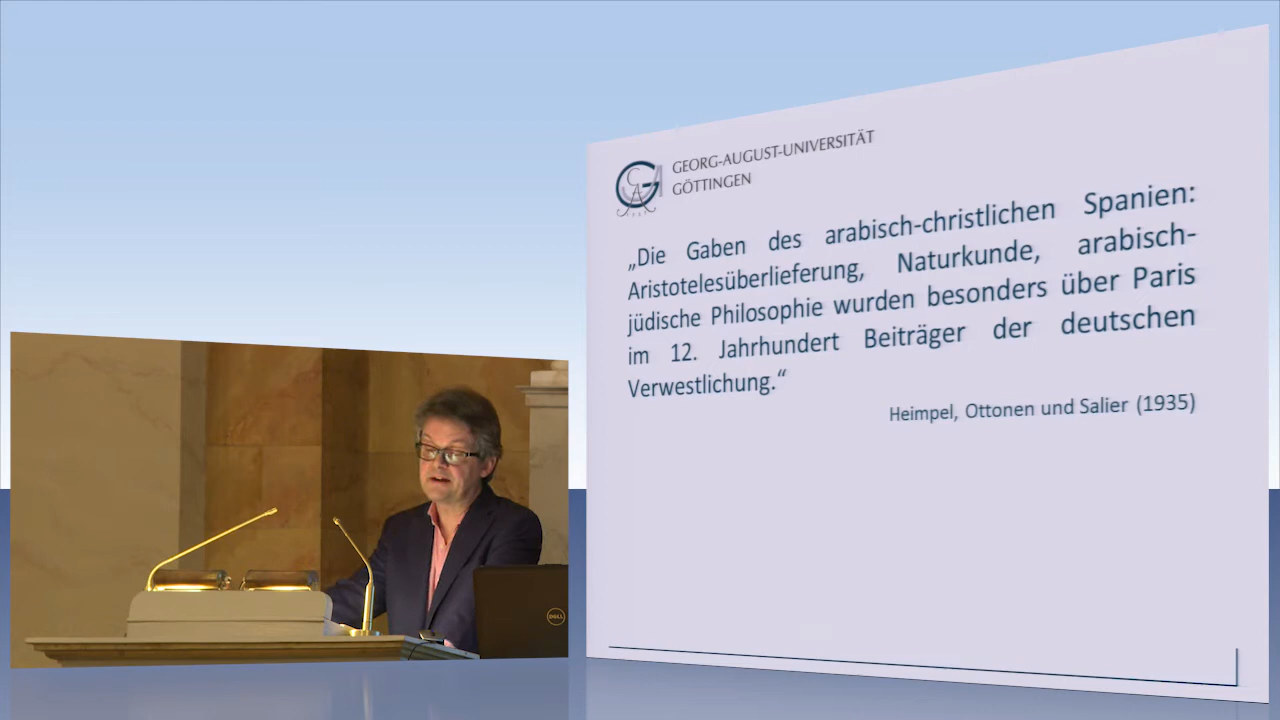 GEORG-AUGUST-UNIVERSITÄT
GÖTTINGEN
„Die Gaben des arabisch-christlichen Spanien:
Aristotelesüberlieferung, Naturkunde, arabisch-
jüdische Philosophie wurden besonders über Paris
im 12. Jahrhundert Beiträger der deutschen
Verwestlichung.“
Heimpel, Ottonen und Salier (1935)
DELL